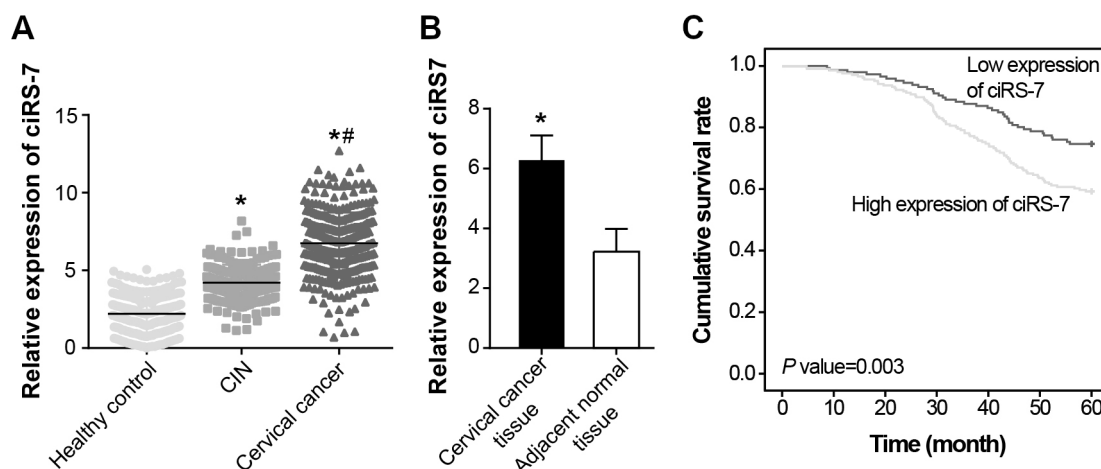 A
Relative expression of ciRS-7
15
10
5
0
*
*#
Healthy control
CIN
Cervical cancer
B
Relative expression of ciRS7
8
6
4
2
0
*
Cervical cancer
tissue
Adjacent normal
tissue
C
Cumulative survival rate
1.0
0.8
0.6
0.4
0.2
0.0
Low expression
of ciRS-7
High expression of ciRS-7
P value=0.003
0 10 20 30 40 50 60
Time (month)